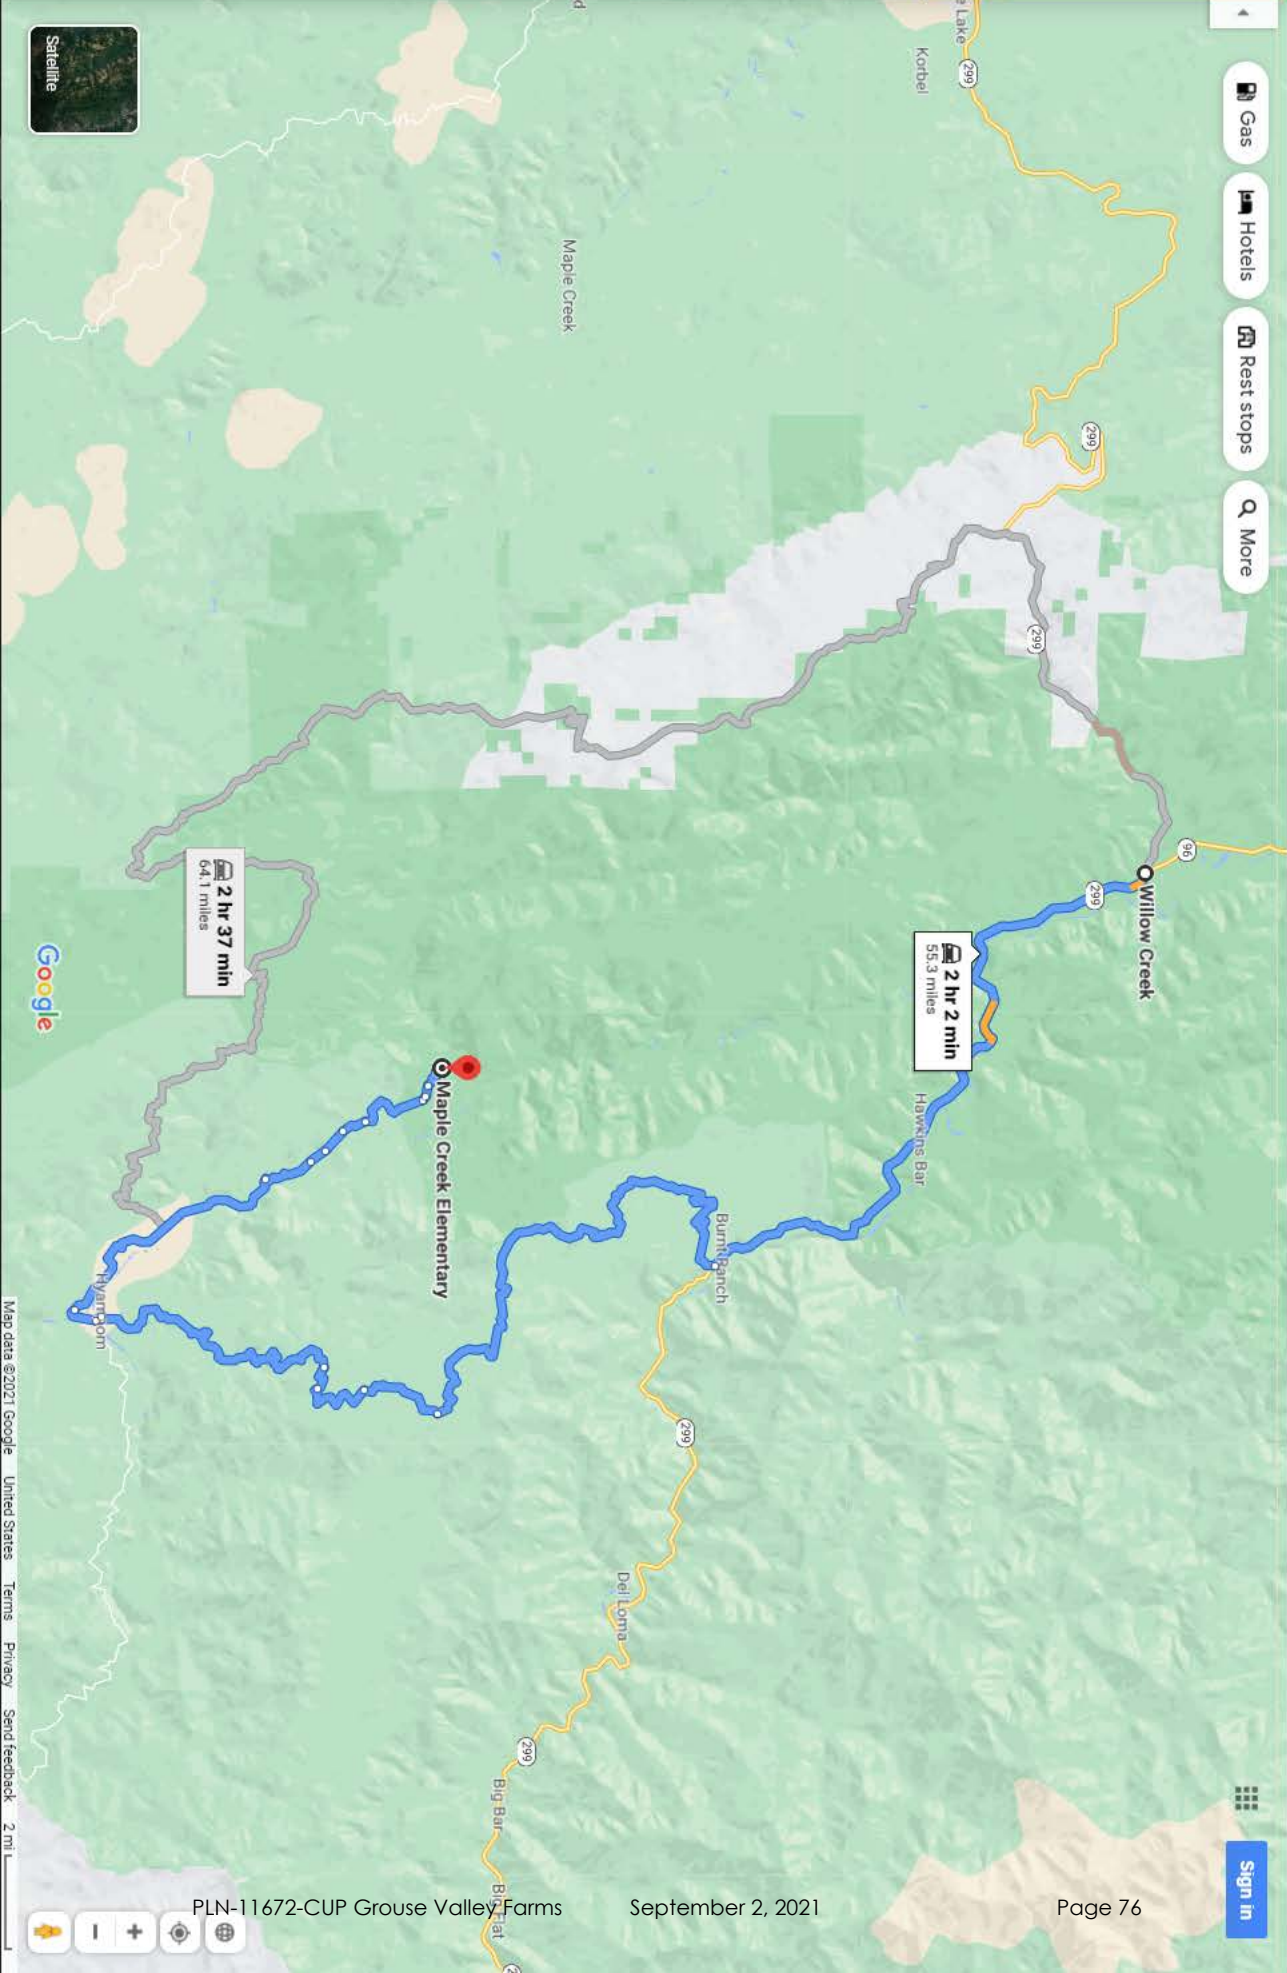 Gas
Hotels
Rest stops
More
Sign in
e Lake
299
Korbel
299
299
96
Willow Creek
299
2 hr 2 min
55.3 miles
Hawkins Bar
Burnt Ranch
299
Del Loma
299
Big Bar
Big Flat
Maple Creek
d
Maple Creek Elementary
2 hr 37 min
64.1 miles
Hyampom
Satellite
Google
Map data ©2021 Google United States Terms Privacy Send feedback 2 mi
PLN-11672-CUP Grouse Valley Farms September 2, 2021 Page 76